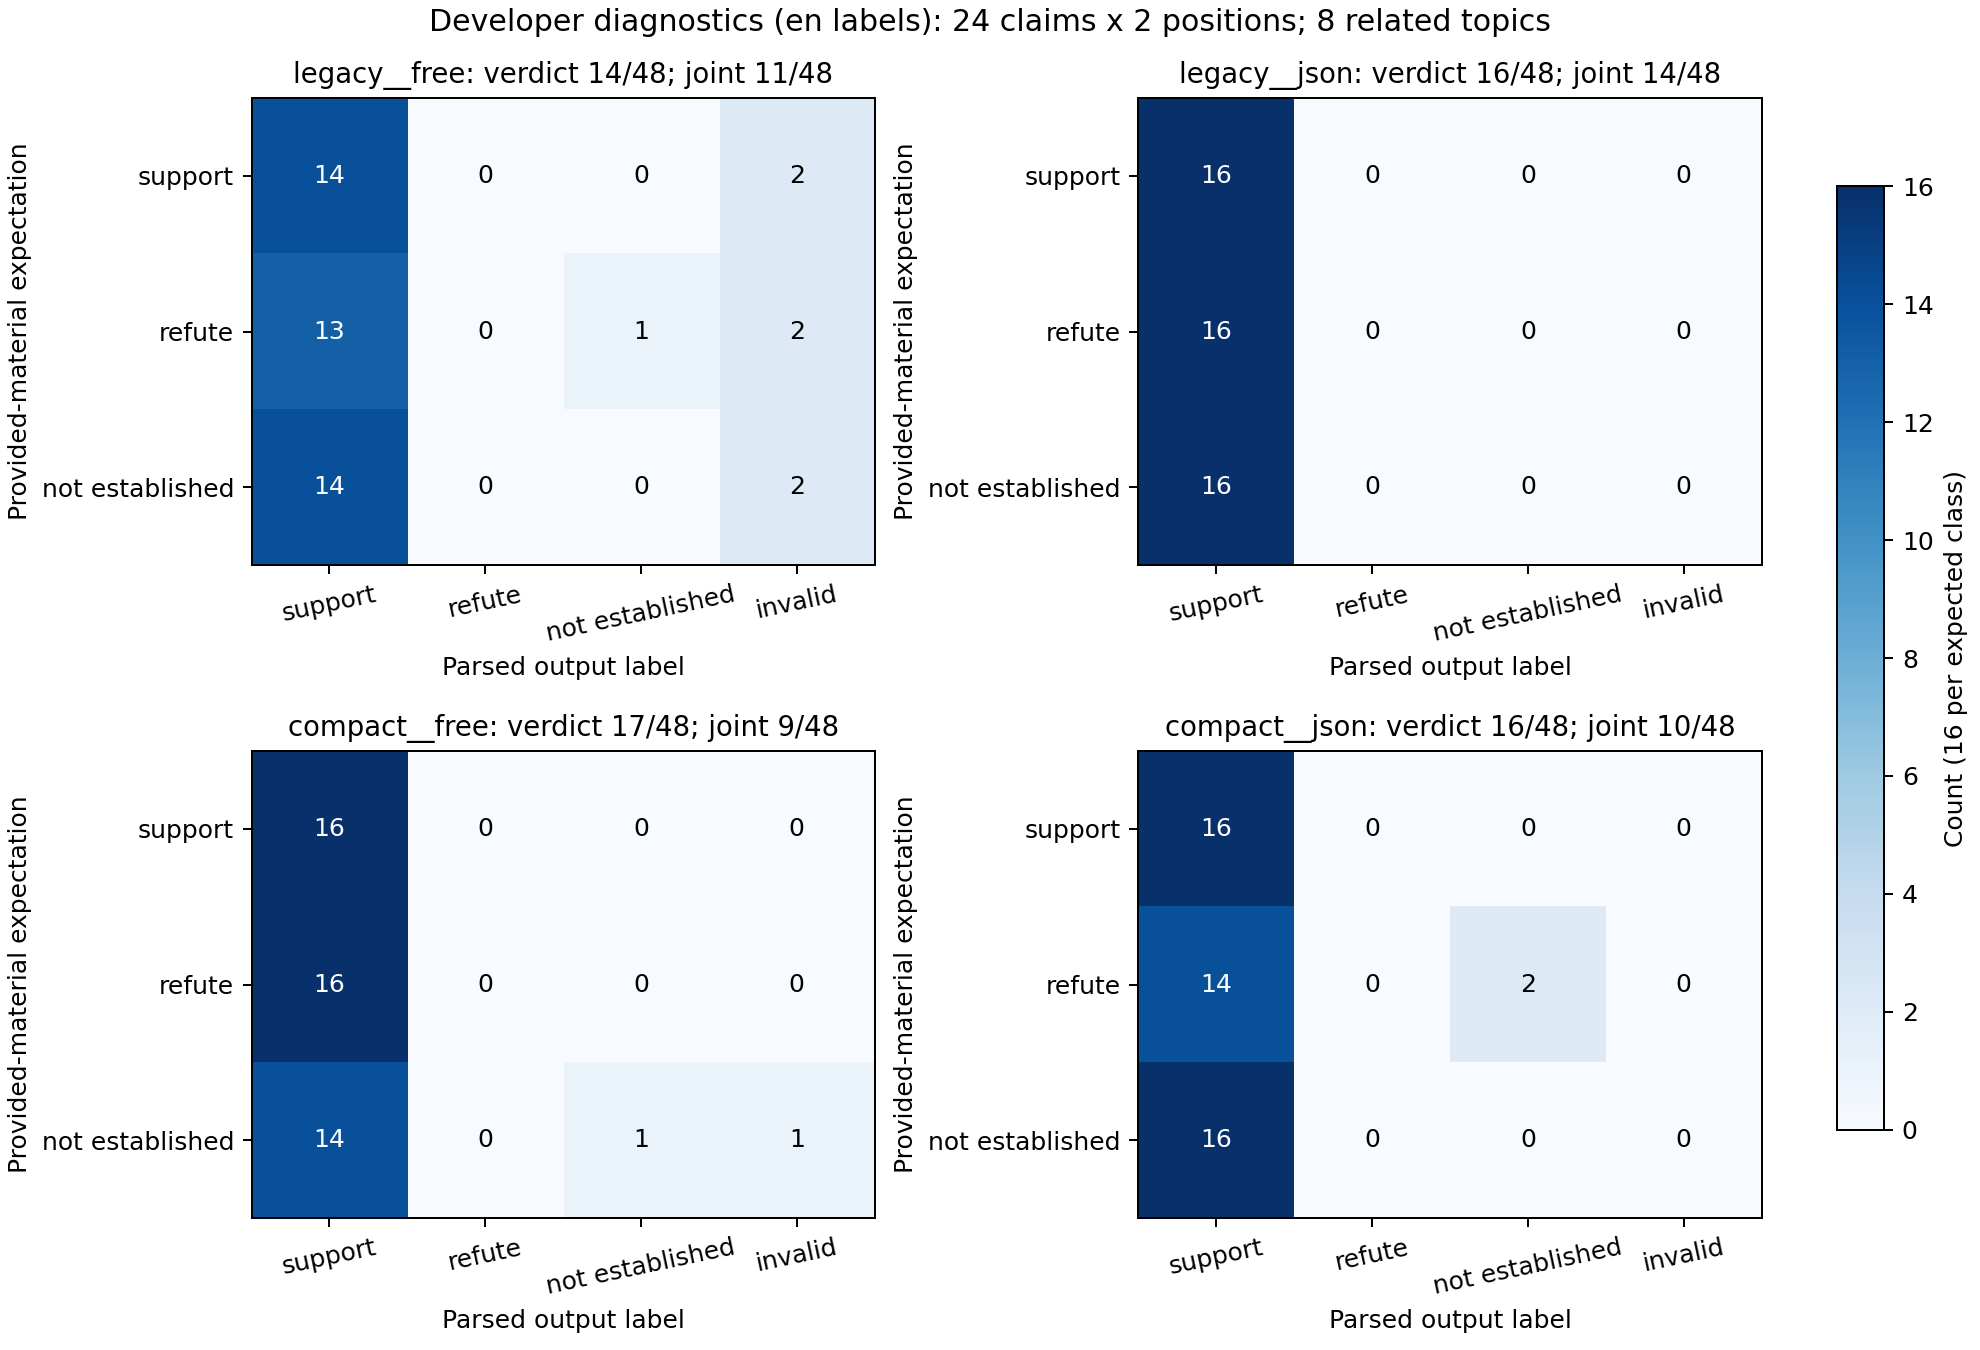 Developer diagnostics (en labels): 24 claims x 2 positions; 8 related topics
legacy__free: verdict 14/48; joint 11/48
Provided-material expectation
support 14 0 0 2
refute 13 0 1 2
not established 14 0 0 2
support refute not established invalid
Parsed output label
legacy__json: verdict 16/48; joint 14/48
Provided-material expectation
support 16 0 0 0
refute 16 0 0 0
not established 16 0 0 0
support refute not established invalid
Parsed output label
compact__free: verdict 17/48; joint 9/48
Provided-material expectation
support 16 0 0 0
refute 16 0 0 0
not established 14 0 1 1
support refute not established invalid
Parsed output label
compact__json: verdict 16/48; joint 10/48
Provided-material expectation
support 16 0 0 0
refute 14 0 2 0
not established 16 0 0 0
support refute not established invalid
Parsed output label
16
14
12
10
8
6
4
2
0
Count (16 per expected class)